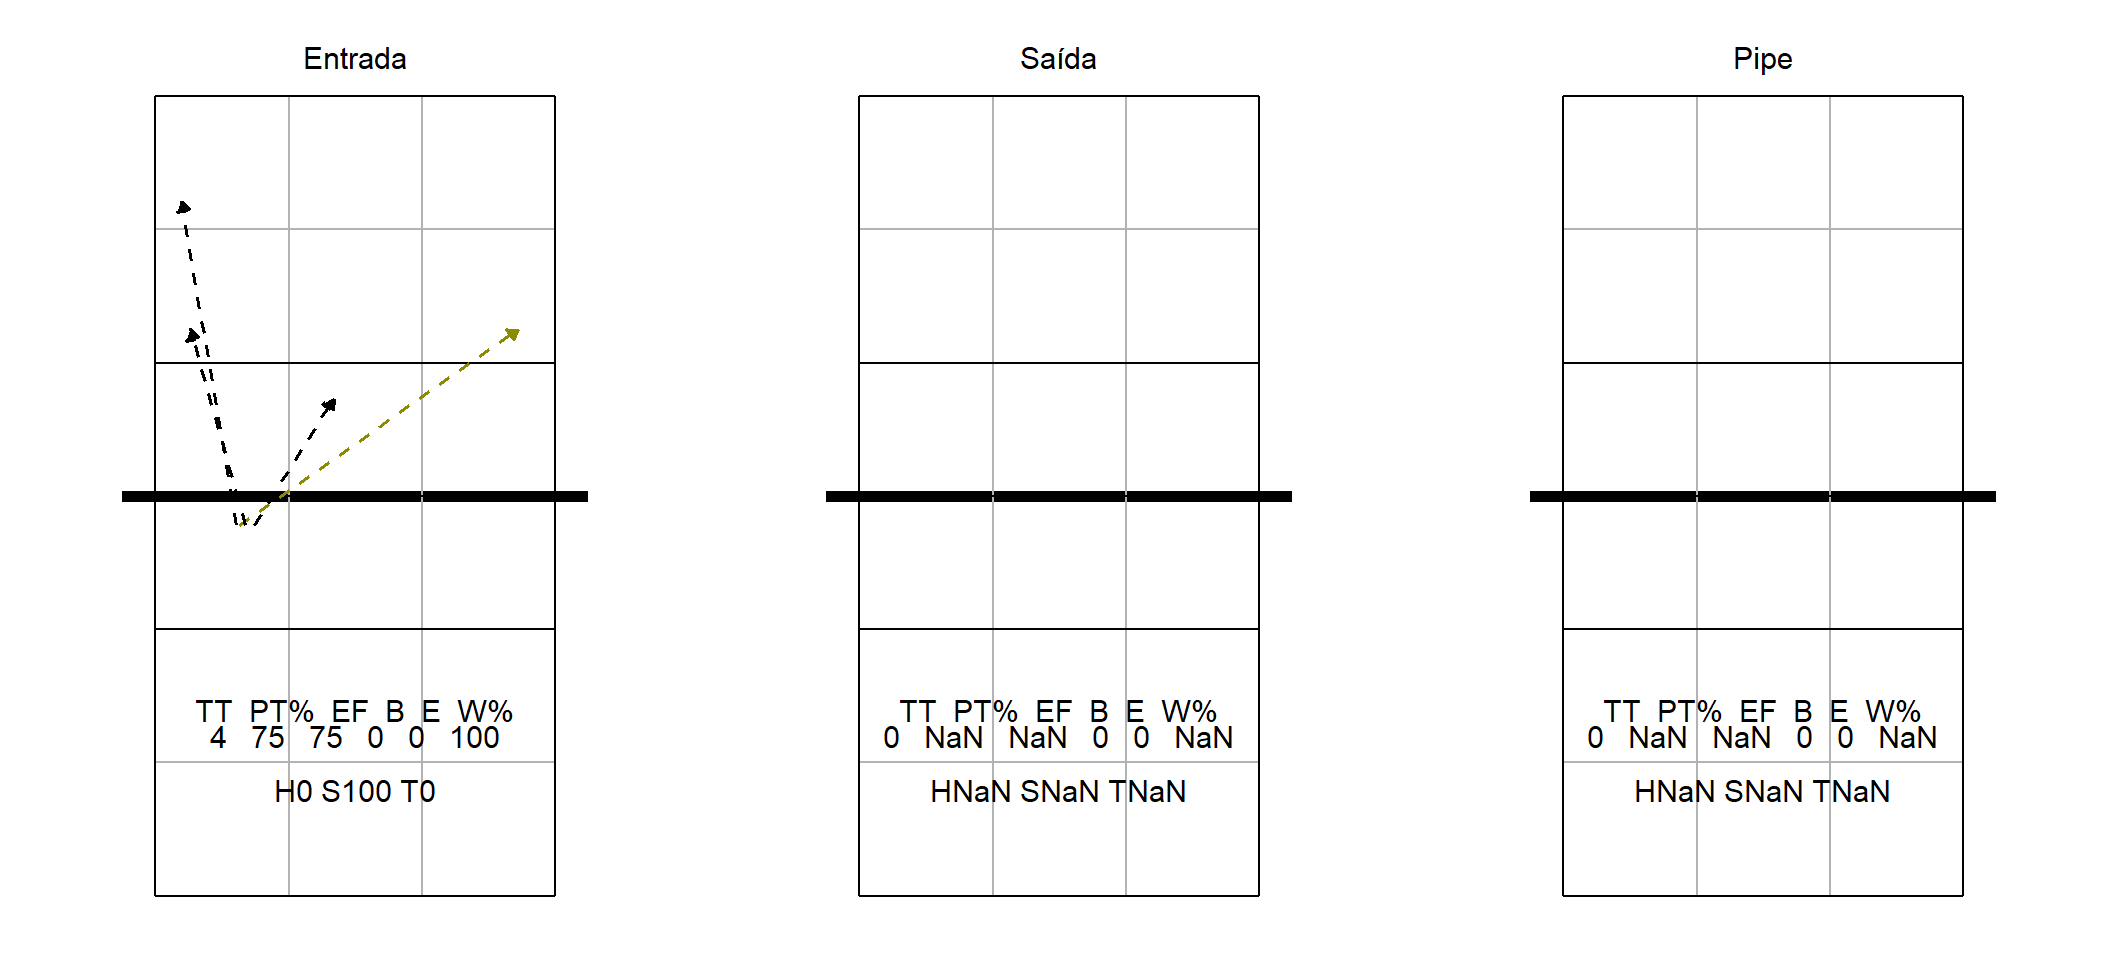 Entrada
TT PT% EF B E W%
4 75 75 0 0 100
H0 S100 T0
Saída
TT PT% EF B E W%
0 NaN NaN 0 0 NaN
HNaN SNaN TNaN
Pipe
TT PT% EF B E W%
0 NaN NaN 0 0 NaN
HNaN SNaN TNaN